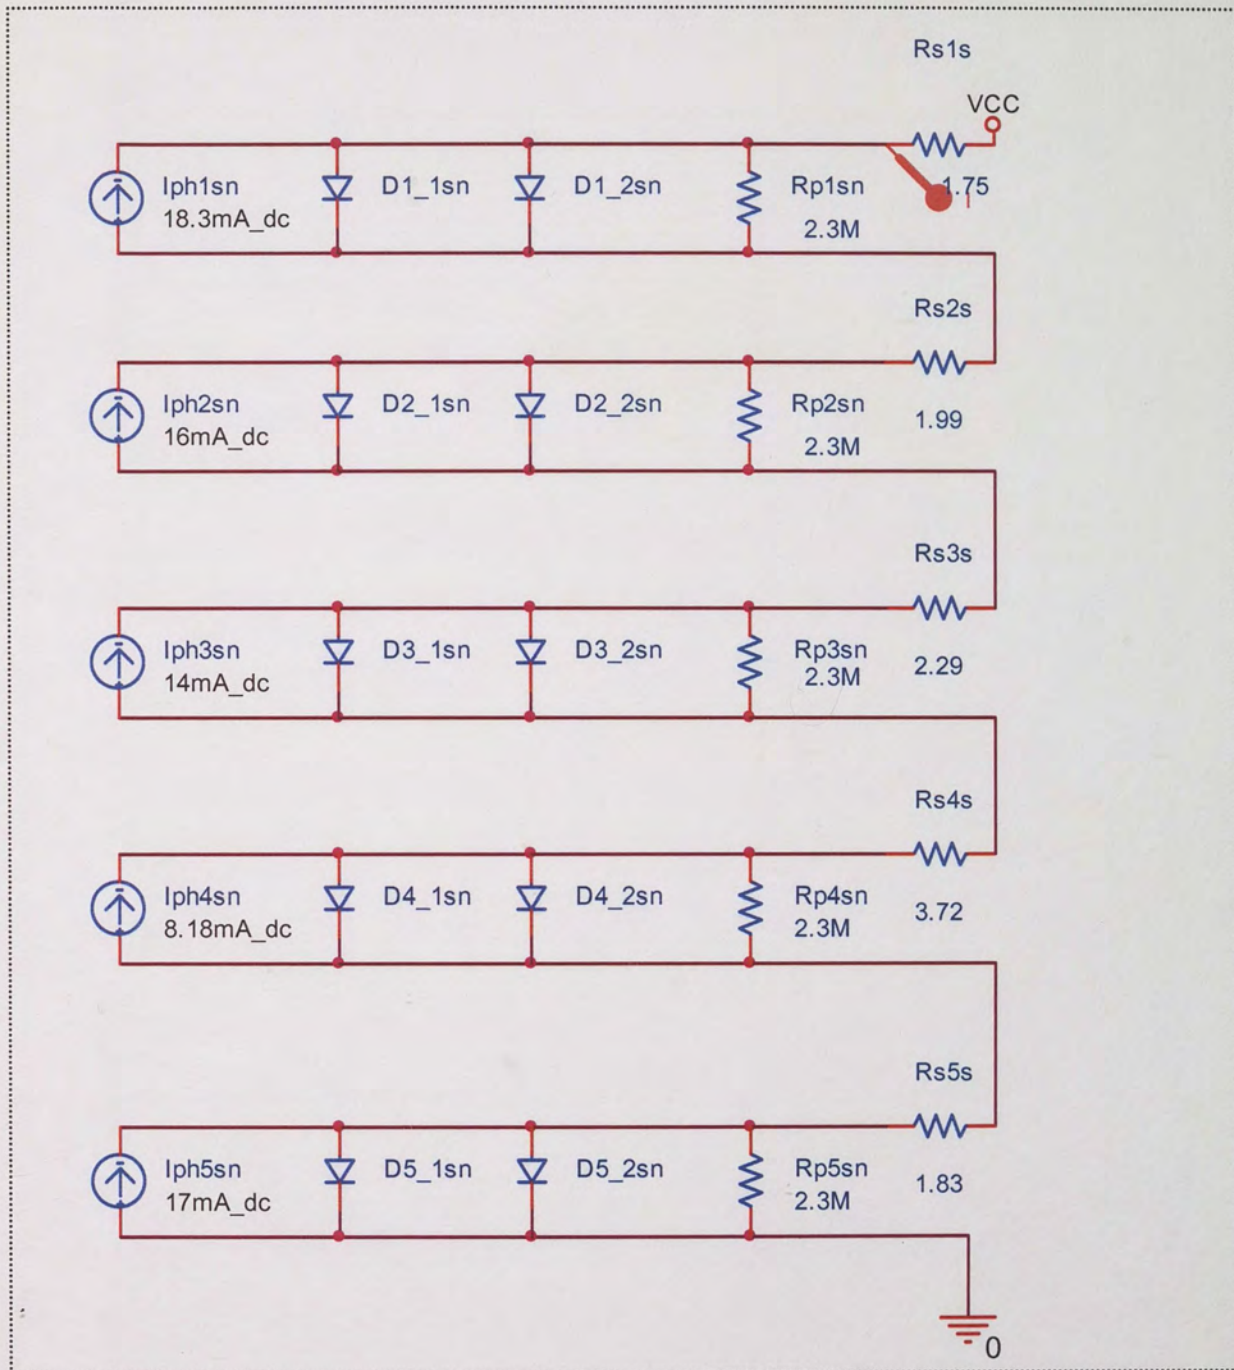 Rs1s
VCC
Iph1sn
18.3mA_dc
D1_1sn
D1_2sn
Rp1sn
2.3M
1.75
I
Rs2s
Iph2sn
16mA_dc
D2_1sn
D2_2sn
Rp2sn
2.3M
1.99
Rs3s
Iph3sn
14mA_dc
D3_1sn
D3_2sn
Rp3sn
2.3M
2.29
Rs4s
Iph4sn
8.18mA_dc
D4_1sn
D4_2sn
Rp4sn
2.3M
3.72
Rs5s
Iph5sn
17mA_dc
D5_1sn
D5_2sn
Rp5sn
2.3M
1.83
0